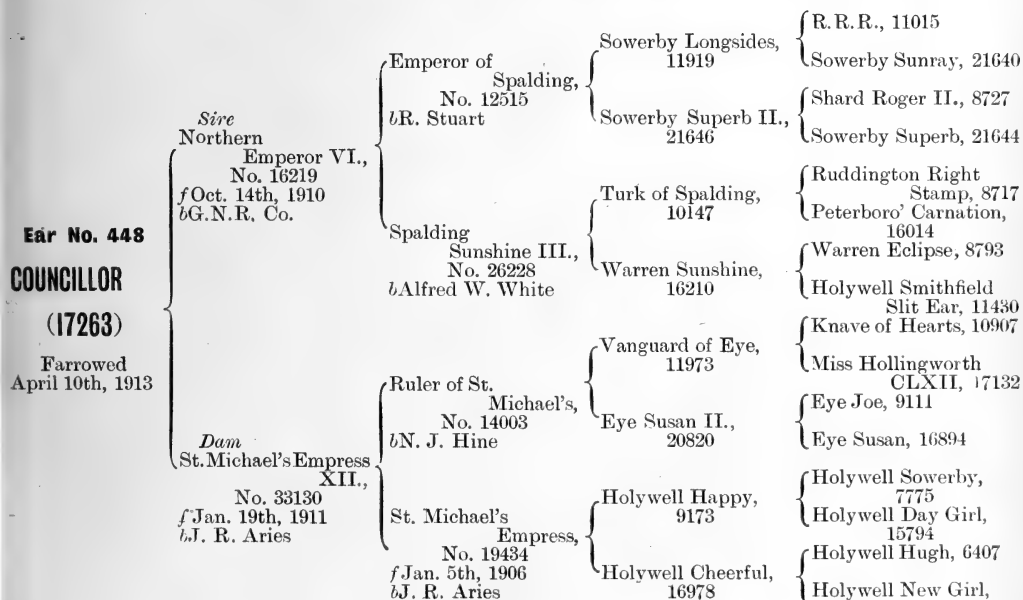 Ear No. 448
COUNCILLOR
(17263)
Farrowed
April 10th, 1913
Sire
Northern
Emperor VI.,
No. 16219
f Oct. 14th, 1910
bG.N.R. Co.
Dam
St. Michael's Empress
XII.,
No. 33130
f Jan. 19th, 1911
bJ. R. Aries
Emperor of
Spalding,
No. 12515
bR. Stuart
Spalding
Sunshine III.,
No. 26228
bAlfred W. White
Ruler of St.
Michael's,
No. 14003
bN. J. Hine
St. Michael's
Empress,
No. 19434
f Jan. 5th, 1906
bJ. R. Aries
Sowerby Longsides,
11919
Sowerby Superb II.,
21646
Turk of Spalding,
10147
Warren Sunshine,
16210
Vanguard of Eye,
11973
Eye Susan II.,
20820
Holywell Happy,
9173
Holywell Cheerful,
16978
R.R.R., 11015
Sowerby Sunray, 21640
Shard Roger II., 8727
Sowerby Superb, 21644
Ruddington Right
Stamp, 8717
Peterboro' Carnation,
16014
Warren Eclipse, 8793
Holywell Smithfield
Slit Ear, 11430
Knave of Hearts, 10907
Miss Hollingworth
CLXII, 17132
Eye Joe, 9111
Eye Susan, 16894
Holywell Sowerby,
7775
Holywell Day Girl,
15794
Holywell Hugh, 6407
Holywell New Girl,